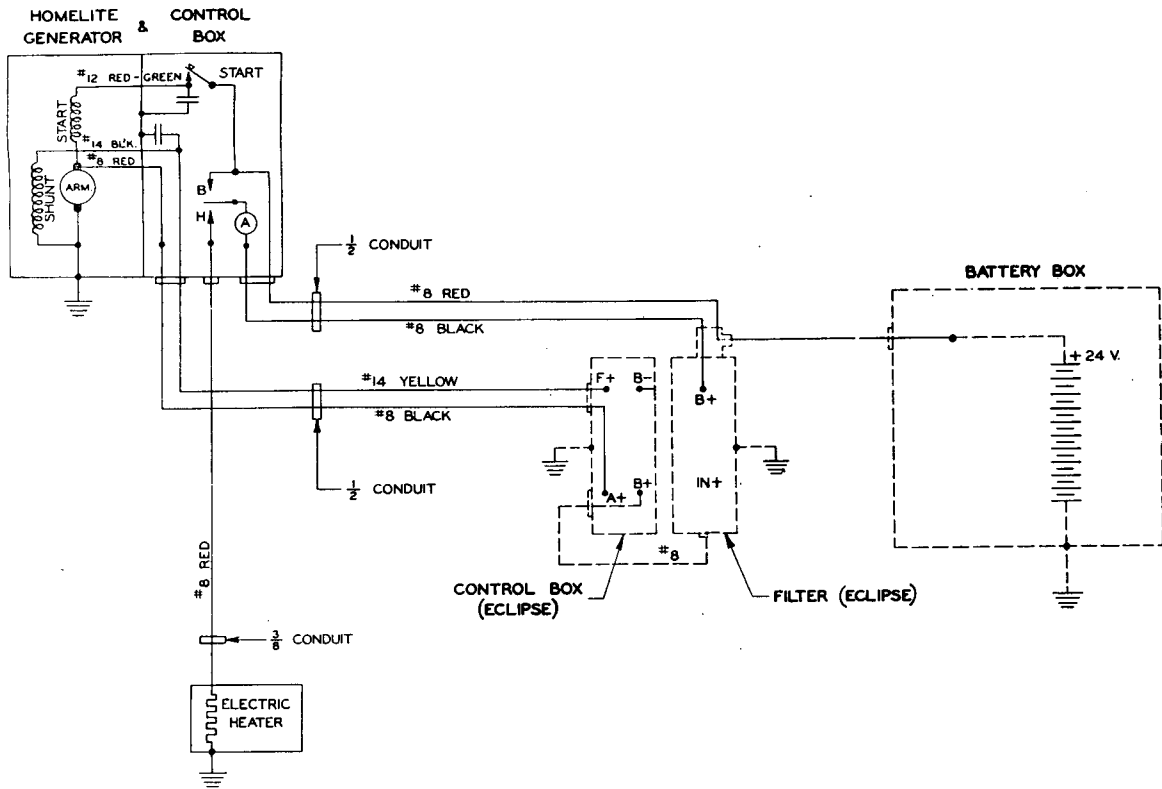 HOMELITE
GENERATOR
&
CONTROL
BOX
#12 RED-GREEN
START
START
#14 BLK.
#8 RED
ARM.
SHUNT
B
H
A
1/2 CONDUIT
#8 RED
#8 BLACK
BATTERY BOX
+ 24 V.
#14 YELLOW
#8 BLACK
F+
B-
B+
A+
B+
IN+
1/2 CONDUIT
#8
CONTROL BOX
(ECLIPSE)
FILTER (ECLIPSE)
#8 RED
3/8 CONDUIT
ELECTRIC
HEATER